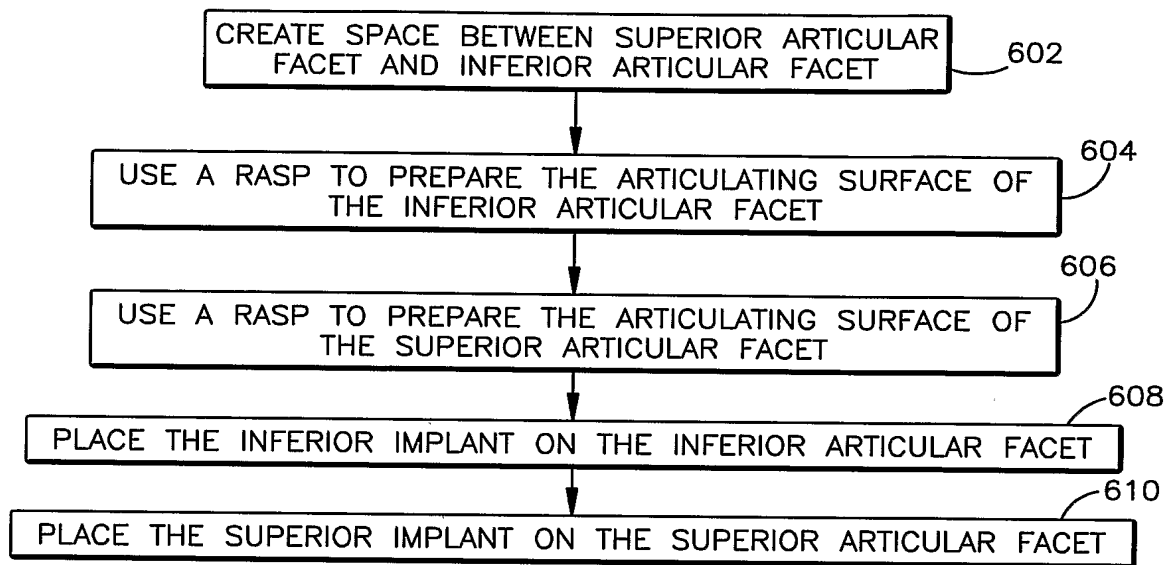 CREATE SPACE BETWEEN SUPERIOR ARTICULAR
FACET AND INFERIOR ARTICULAR FACET
602
USE A RASP TO PREPARE THE ARTICULATING SURFACE OF
THE INFERIOR ARTICULAR FACET
604
USE A RASP TO PREPARE THE ARTICULATING SURFACE OF
THE SUPERIOR ARTICULAR FACET
606
PLACE THE INFERIOR IMPLANT ON THE INFERIOR ARTICULAR FACET
608
PLACE THE SUPERIOR IMPLANT ON THE SUPERIOR ARTICULAR FACET
610